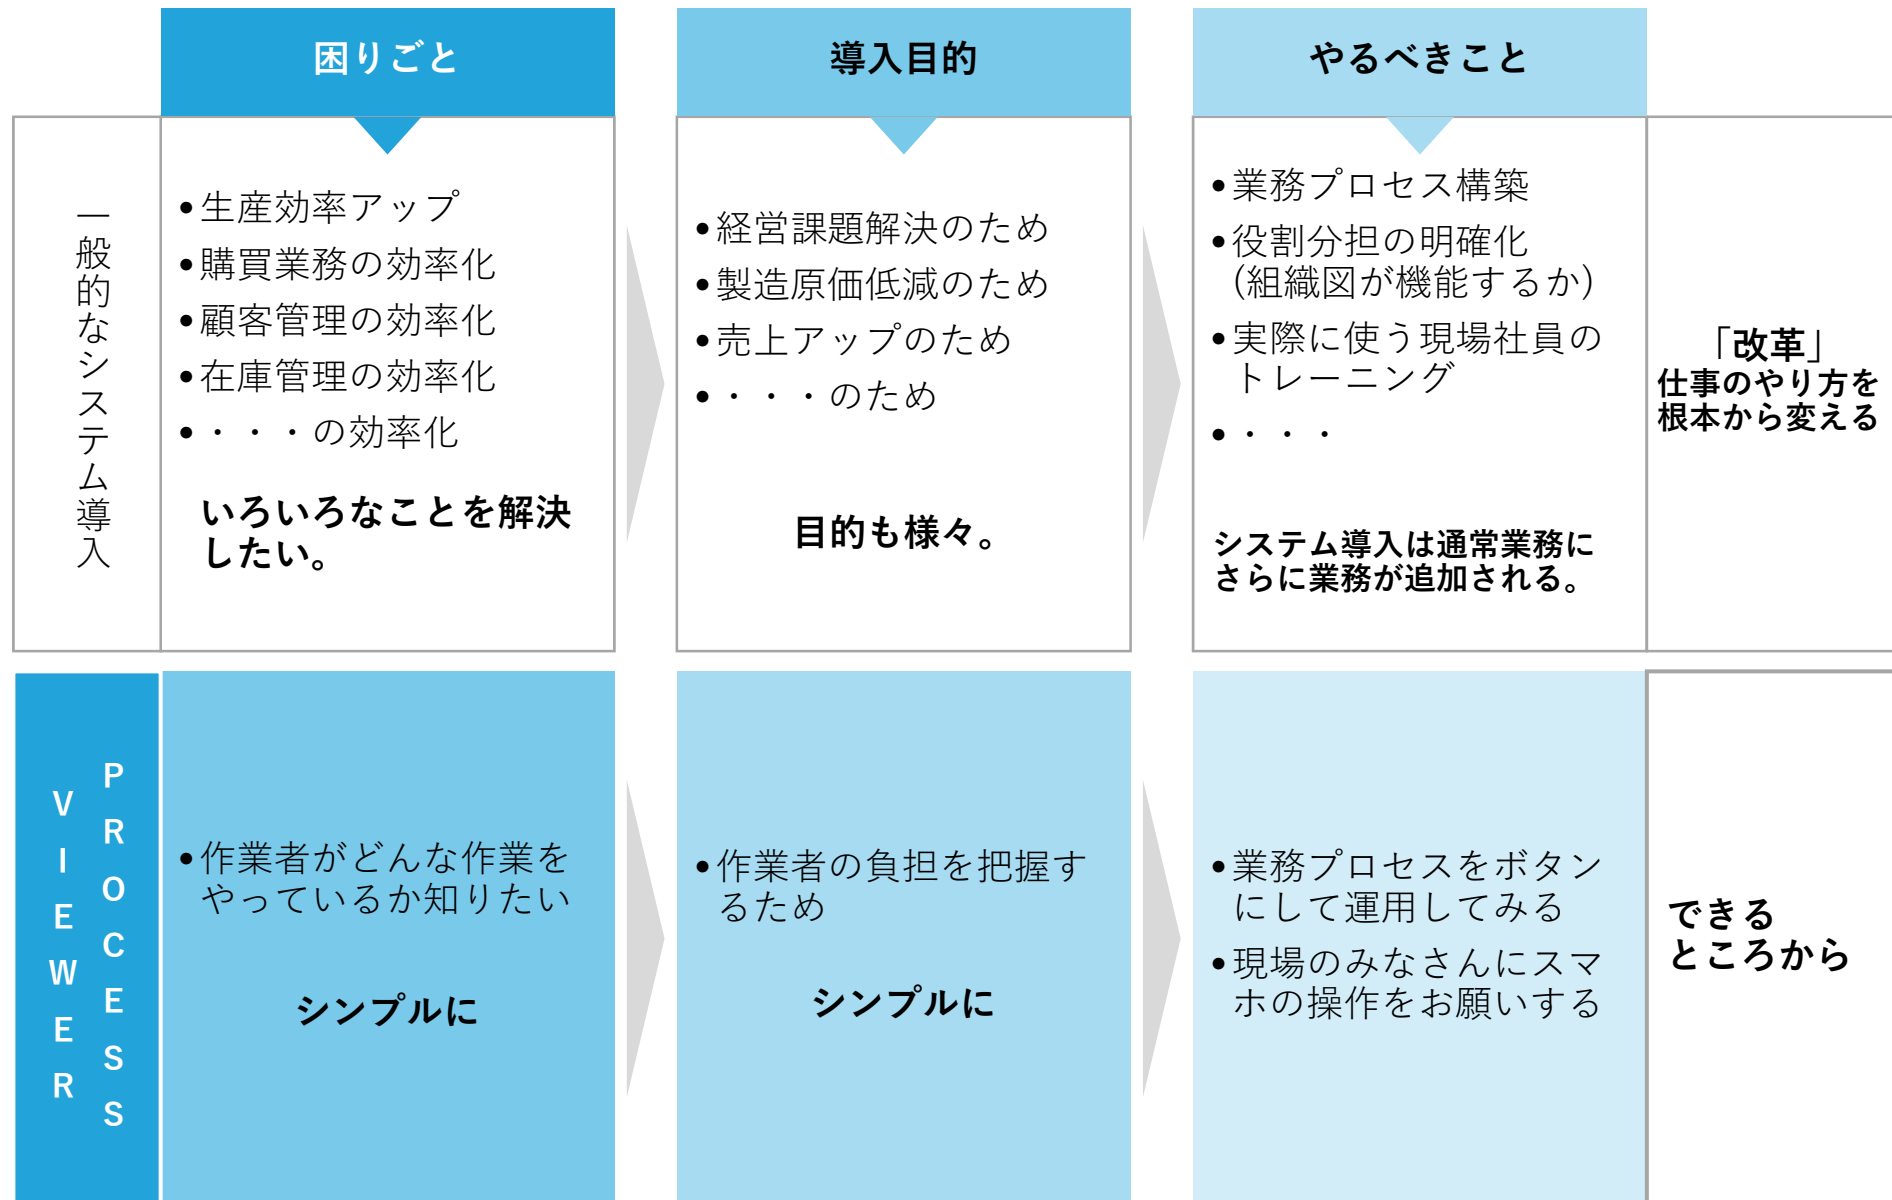 困りごと
導入目的
やるべきこと
一般的なシステム導入
•生産効率アップ
•購買業務の効率化
•顧客管理の効率化
•在庫管理の効率化
•・・・の効率化
いろいろなことを解決
したい。
•経営課題解決のため
•製造原価低減のため
•売上アップのため
•・・・のため
目的も様々。
•業務プロセス構築
•役割分担の明確化
(組織図が機能するか)
•実際に使う現場社員の
トレーニング
•・・・
システム導入は通常業務に
さらに業務が追加される。
「改革」
仕事のやり方を
根本から変える
PROCESS
VIEWER
•作業者がどんな作業を
やっているか知りたい
シンプルに
•作業者の負担を把握す
るため
シンプルに
•業務プロセスをボタン
にして運用してみる
•現場のみなさんにスマ
ホの操作をお願いする
できる
ところから